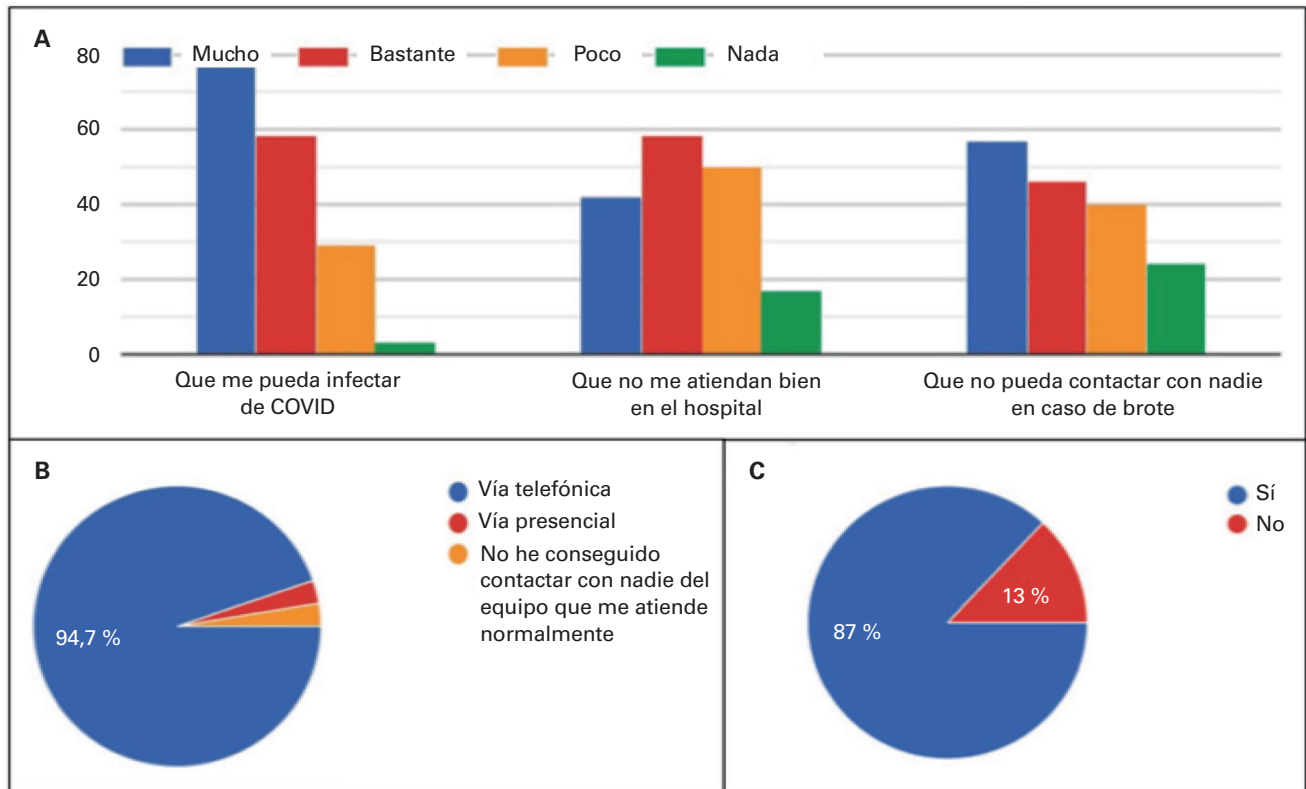 A
Mucho Bastante Poco Nada
80
60
40
20
0
Que me pueda infectar
de COVID
Que no me atiendan bien
en el hospital
Que no pueda contactar con nadie
en caso de brote
B
Vía telefónica
Vía presencial
No he conseguido
contactar con nadie del
equipo que me atiende
normalmente
94,7 %
C
Sí
No
13 %
87 %